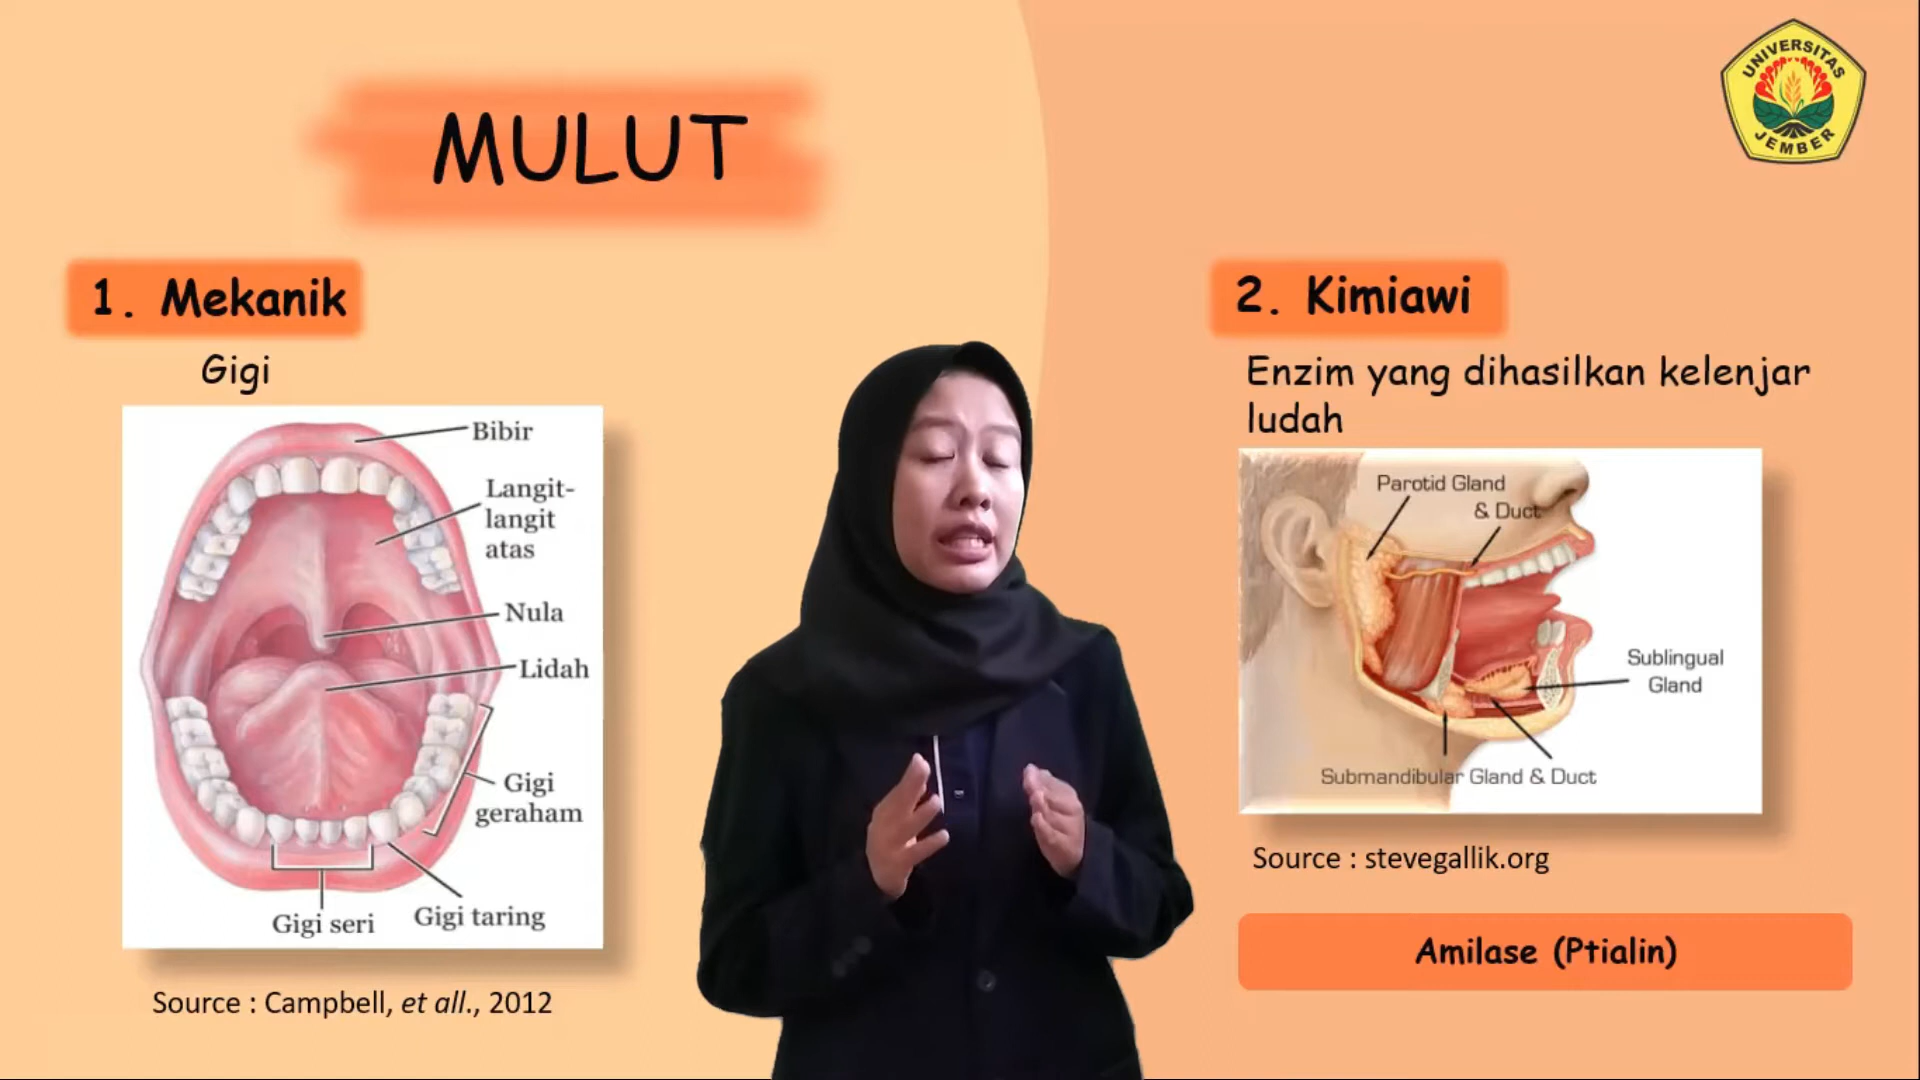 MULUT
UNIVERSITAS
JEMBER
1. Mekanik
Gigi
Bibir
Langit-
langit
atas
Nula
Lidah
Gigi
geraham
Gigi seri
Gigi taring
Source : Campbell, et all., 2012
2. Kimiawi
Enzim yang dihasilkan kelenjar
ludah
Parotid Gland
& Duct
Sublingual
Gland
Submandibular Gland & Duct
Source : stevegallik.org
Amilase (Ptialin)